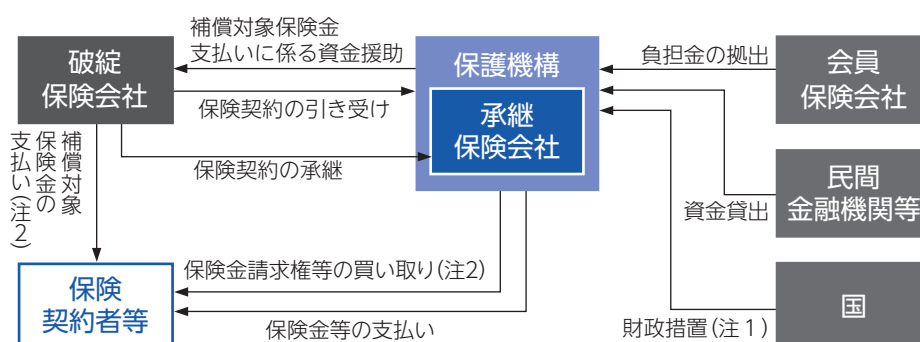 補償対象保険金
支払いに係る資金援助
破綻
保険会社
保護機構
負担金の拠出
会員
保険会社
保険契約の引き受け
承継
保険会社
保険契約の承継
補償対象
保険金の
支払い(注2)
民間
金融機関等
資金貸出
保険金請求権等の買い取り(注2)
保険
契約者等
保険金等の支払い
財政措置(注1)
国